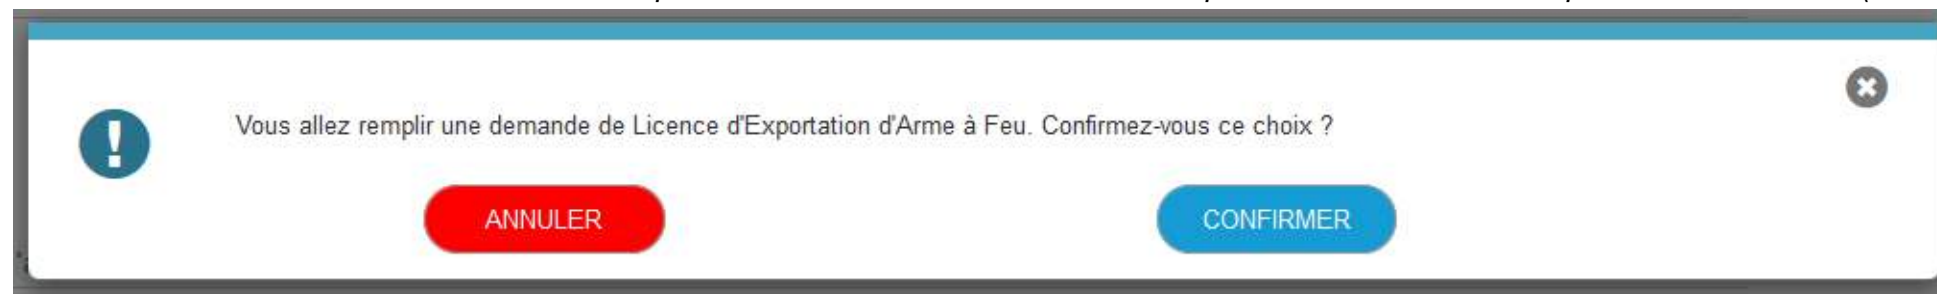 Vous allez remplir une demande de Licence d'Exportation d'Arme à Feu. Confirmez-vous ce choix ?
ANNULER
CONFIRMER